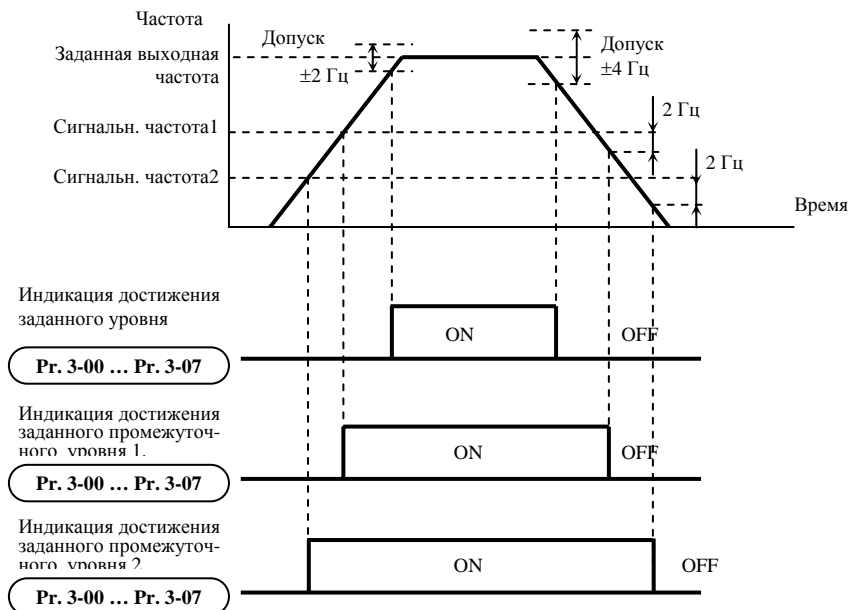 Частота
Допуск
Допуск
Заданная выходная
частота
±2 Гц
±4 Гц
2 Гц
Сигнальн. частота1
2 Гц
Сигнальн. частота2
Время
Индикация достижения
заданного уровня
ON
OFF
Pr. 3-00 ... Pr. 3-07
Индикация достижения
заданного промежуточ-
ного уровня 1.
ON
OFF
Pr. 3-00 ... Pr. 3-07
Индикация достижения
заданного промежуточ-
ного уровня 2
ON
OFF
Pr. 3-00 ... Pr. 3-07